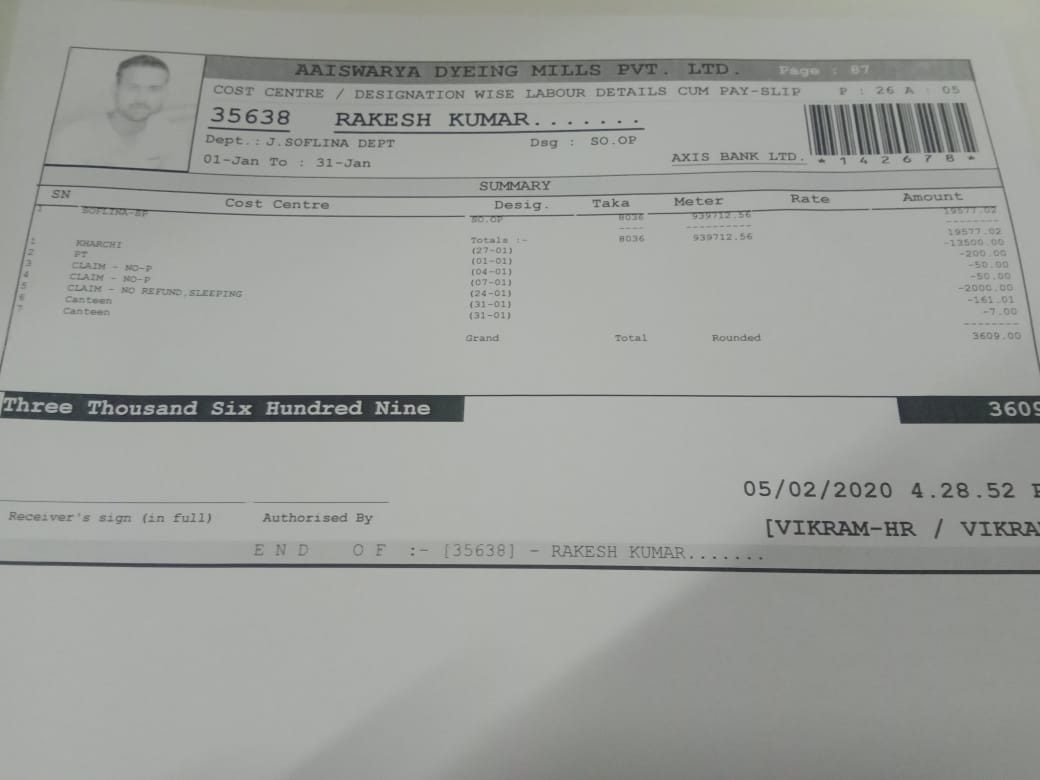 AAISWARYA DYEING MILLS PVT. LTD. Page : 87
COST CENTRE / DESIGNATION WISE LABOUR DETAILS CUM PAY-SLIP P : 26 A : 05
35638 RAKESH KUMAR.......
Dept.: J.SOFLINA DEPT Dsg : SO.OP
01-Jan To : 31-Jan AXIS BANK LTD. *142678*
SUMMARY
SN Cost Centre Desig. Taka Meter Rate Amount
1 SOFLINA-BP SO.OP 8036 939712.56 19577.02
Totals :- 8036 939712.56 19577.02
1 KHARCHI (27-01) -13500.00
2 PT (01-01) -200.00
3 CLAIM - NO-P (04-01) -50.00
4 CLAIM - NO-P (07-01) -50.00
5 CLAIM - NO REFUND,SLEEPING (24-01) -2000.00
6 Canteen (31-01) -161.01
7 Canteen (31-01) -7.00
Grand Total Rounded 3609.00
Three Thousand Six Hundred Nine 3609
05/02/2020 4.28.52
Receiver's sign (in full) Authorised By [VIKRAM-HR / VIKRA
END OF :- [35638] - RAKESH KUMAR.......